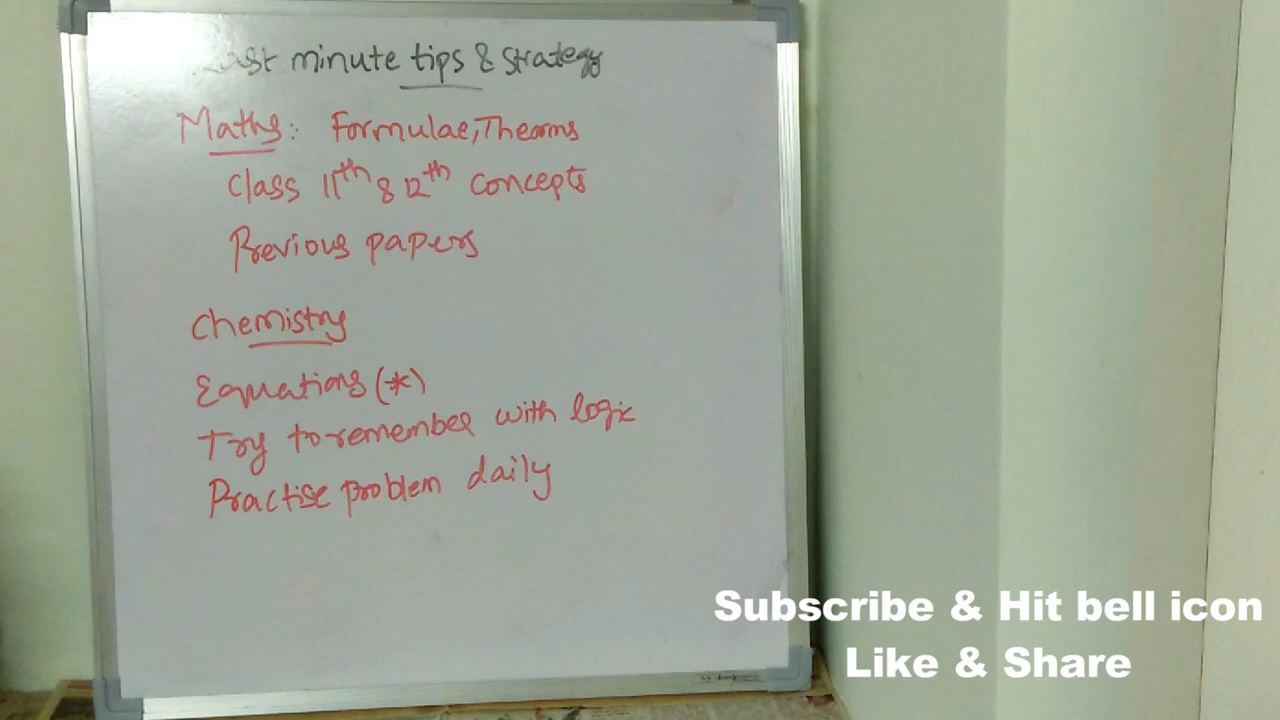 Last minute tips & strategy
Maths: Formulae, Theorms
Class 11th & 12th concepts
Previous papers
Chemistry
Equations (*)
Try to remember with logic
Practise problem daily
Subscribe & Hit bell icon
Like & Share